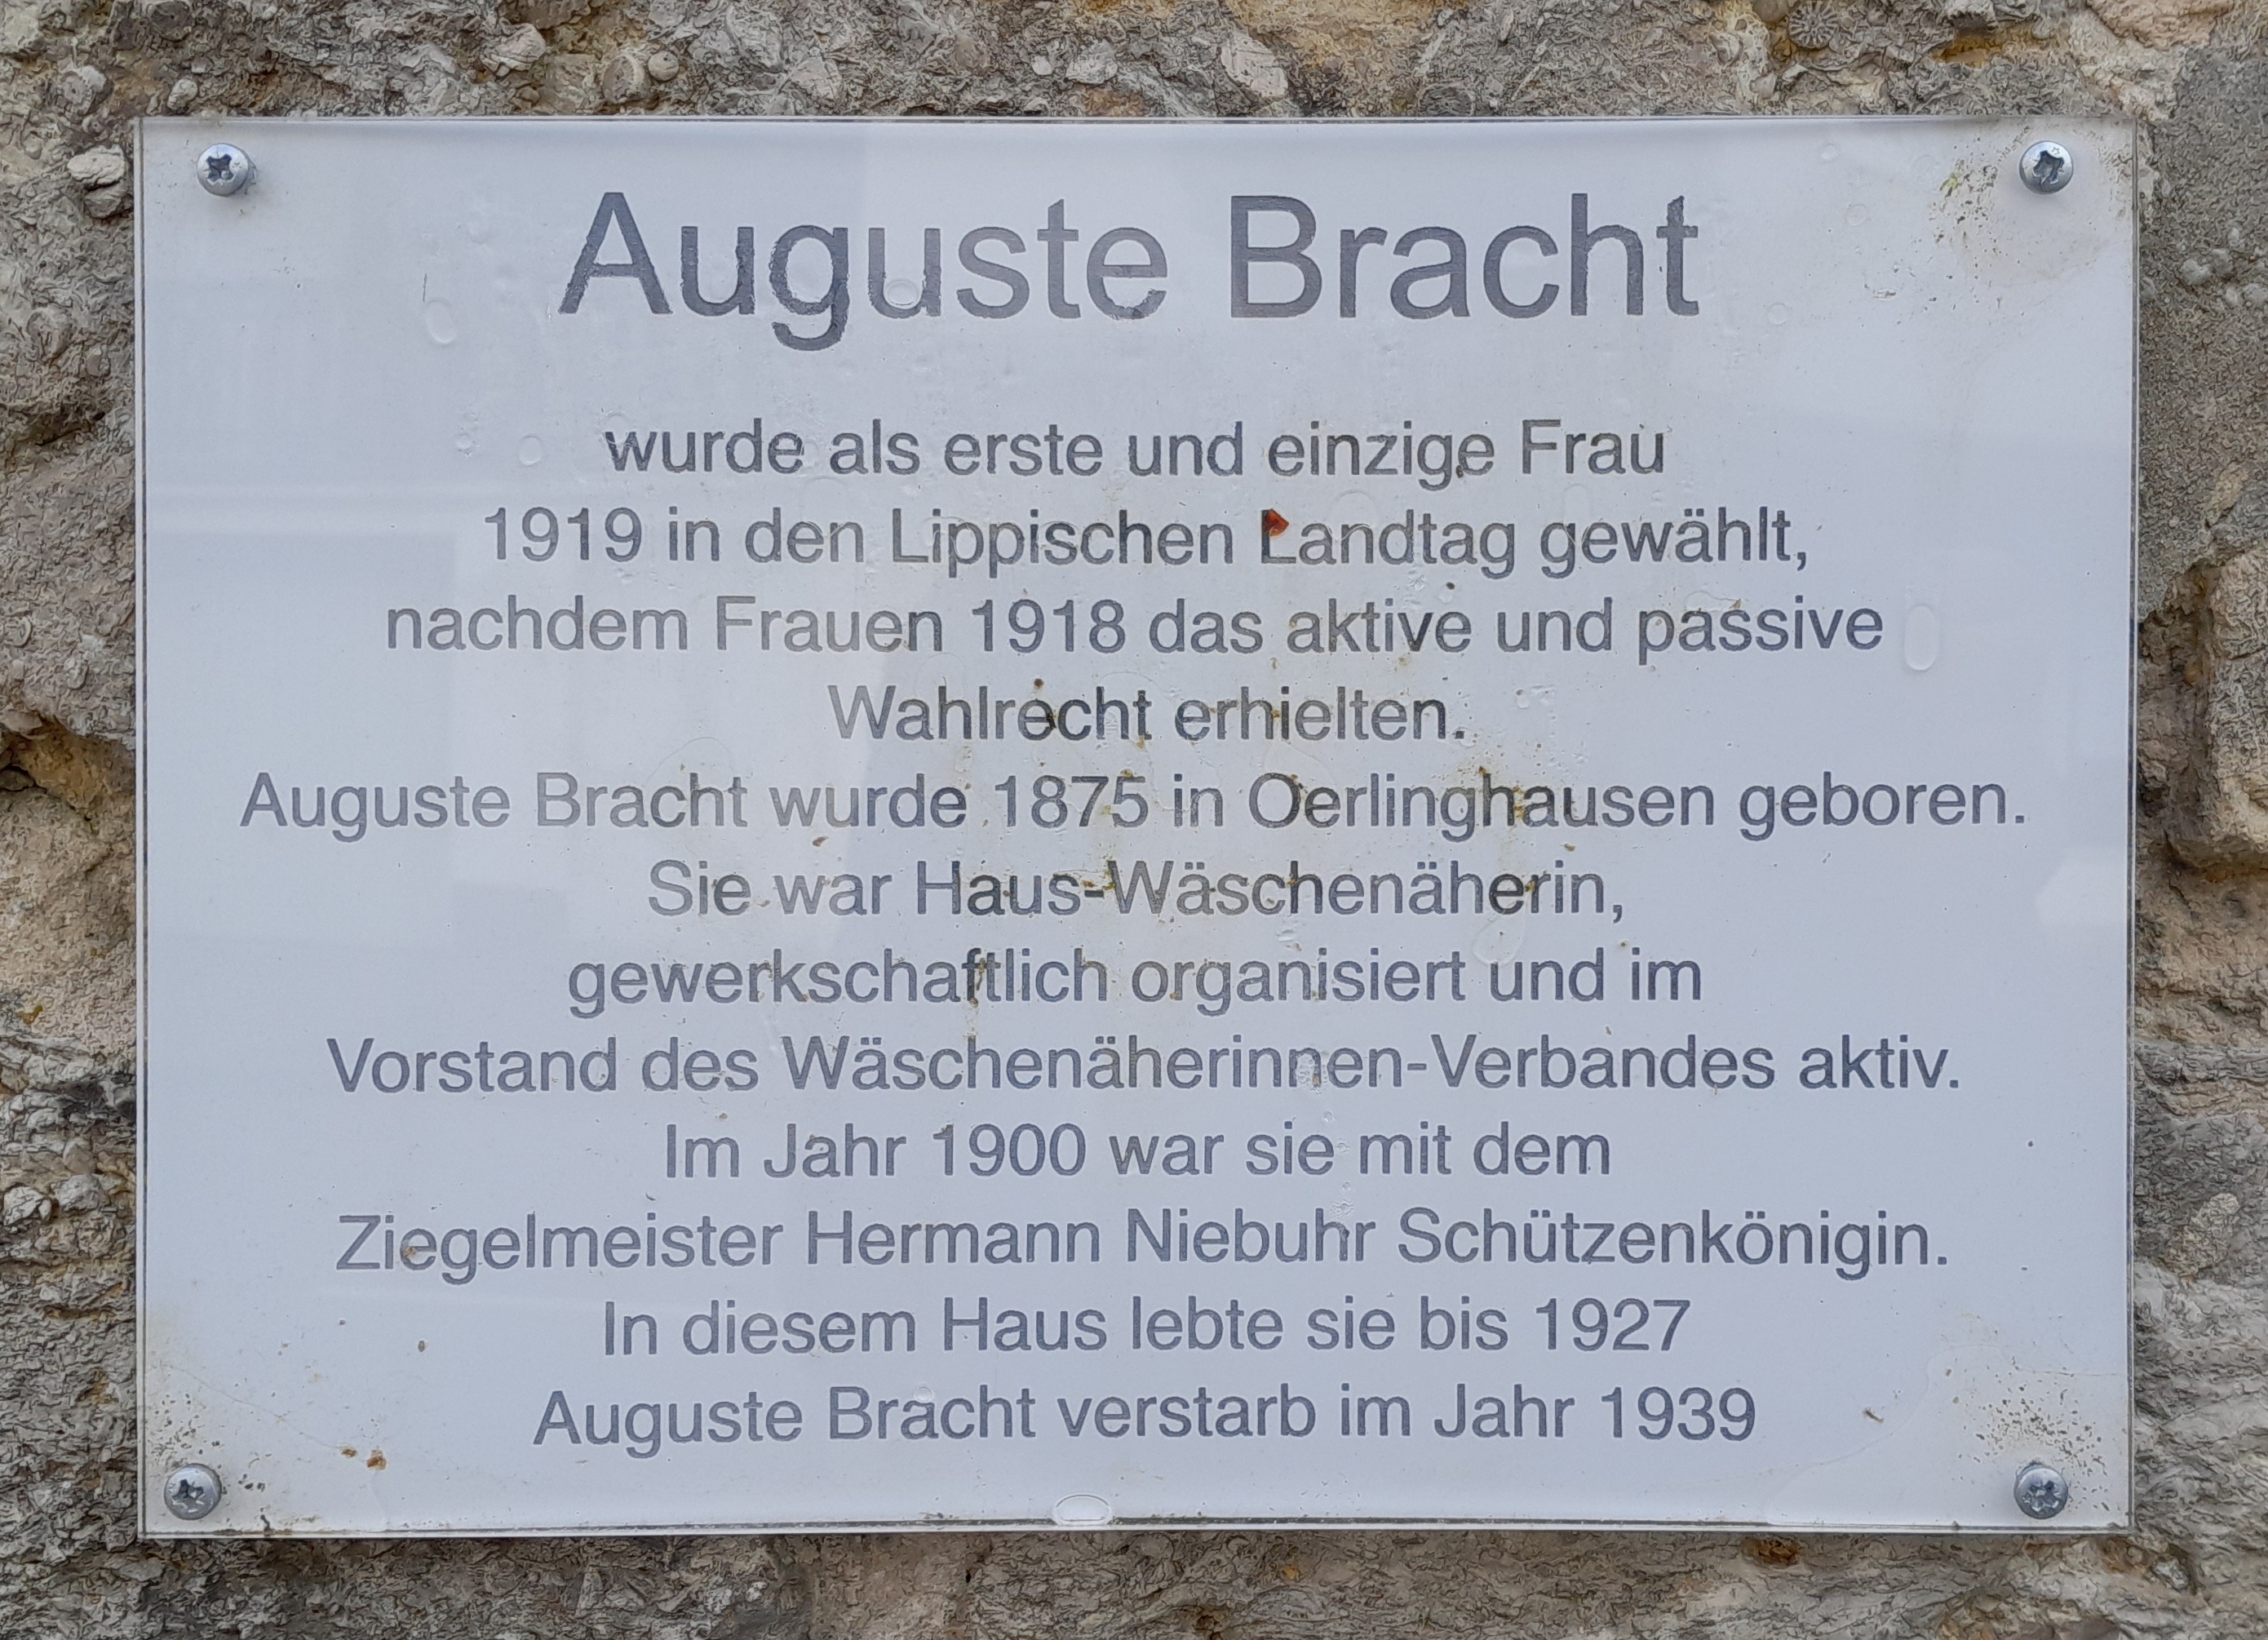 Auguste Bracht
wurde als erste und einzige Frau
1919 in den Lippischen Landtag gewählt,
nachdem Frauen 1918 das aktive und passive
Wahlrecht erhielten.
Auguste Bracht wurde 1875 in Oerlinghausen geboren.
Sie war Haus-Wäschenäherin,
gewerkschaftlich organisiert und im
Vorstand des Wäschenäherinnen-Verbandes aktiv.
Im Jahr 1900 war sie mit dem
Ziegelmeister Hermann Niebuhr Schützenkönigin.
In diesem Haus lebte sie bis 1927
Auguste Bracht verstarb im Jahr 1939